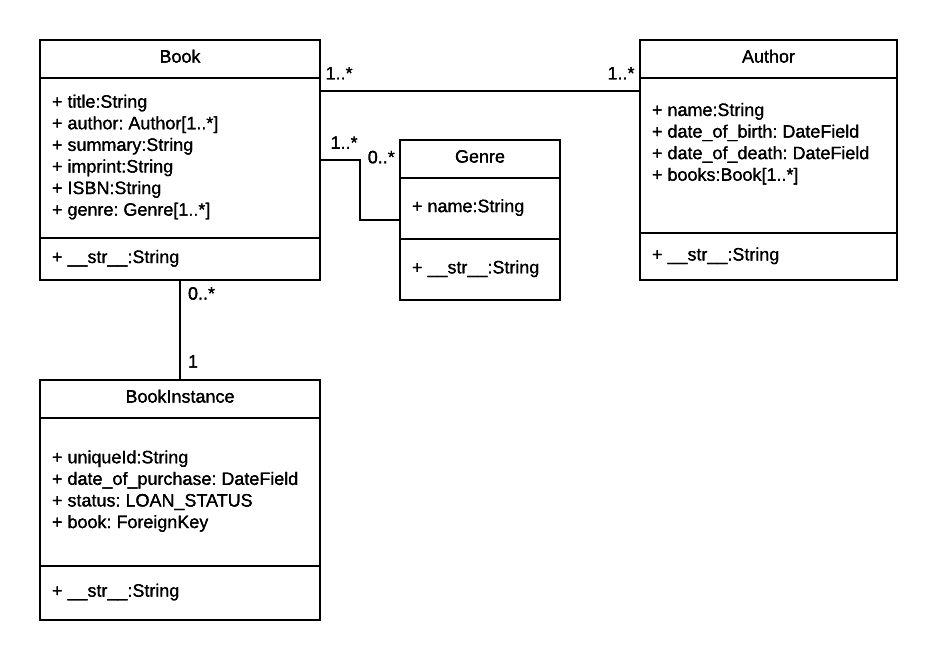 Book
+ title:String
+ author: Author[1..*]
+ summary:String
+ imprint:String
+ ISBN:String
+ genre: Genre[1..*]
+ __str__:String
1..*
1..*
Author
+ name:String
+ date_of_birth: DateField
+ date_of_death: DateField
+ books:Book[1..*]
+ __str__:String
1..*
0..*
Genre
+ name:String
+ __str__:String
0..*
1
BookInstance
+ uniqueId:String
+ date_of_purchase: DateField
+ status: LOAN_STATUS
+ book: ForeignKey
+ __str__:String